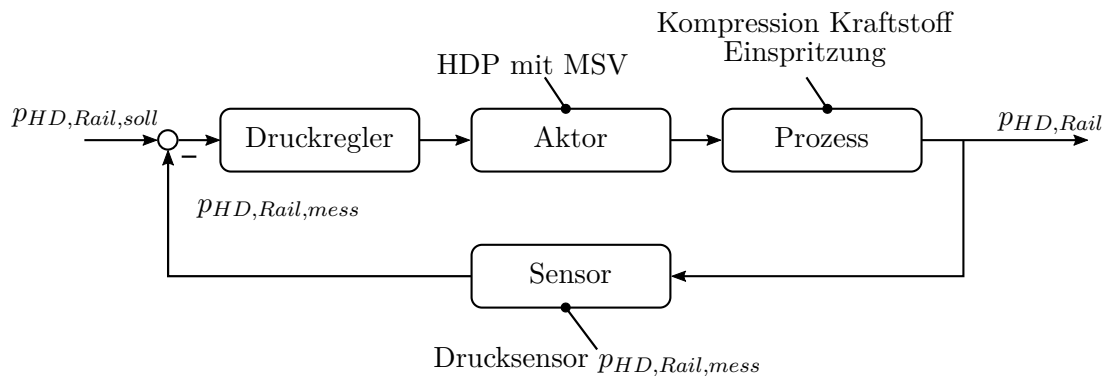 Kompression Kraftstoff
Einspritzung
HDP mit MSV
p_{HD,Rail,soll}
Druckregler
Aktor
Prozess
p_{HD,Rail}
−
p_{HD,Rail,mess}
Sensor
Drucksensor p_{HD,Rail,mess}